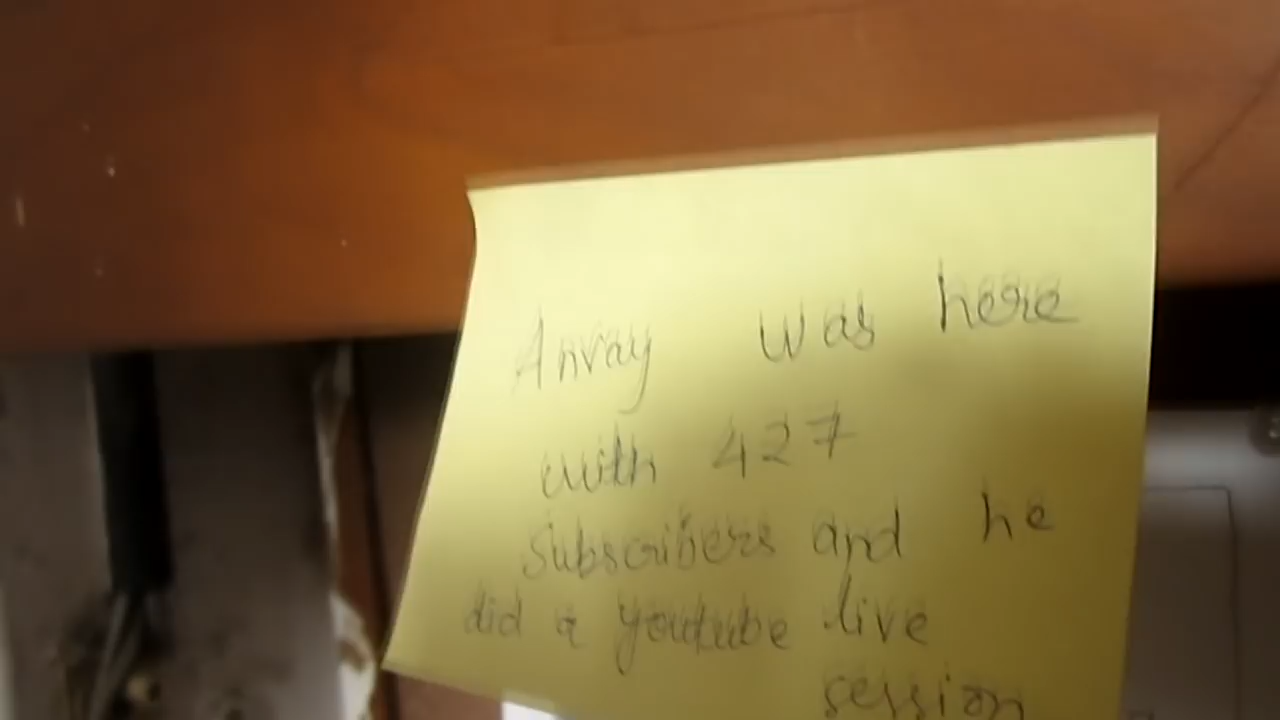 Anvay was here
with 427
Subscribers and he
did a youtube live
session